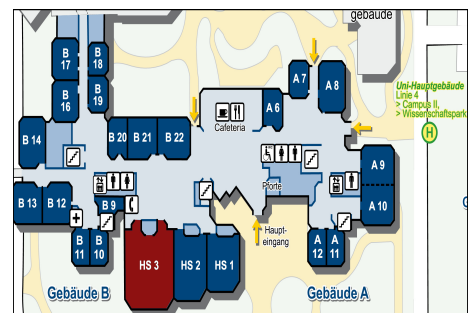 gebäude
B
17
B
18
B
16
B
19
A 7
A 8
A 6
Cafeteria
Uni-Hauptgebäude
Linie 4
> Campus II,
> Wissenschaftspark
H
B 14
B 20
B 21
B 22
A 9
Pforte
B 13
B 12
B 9
A 10
Haupt-
eingang
B
11
B
10
HS 3
HS 2
HS 1
A
12
A
11
Gebäude B
Gebäude A